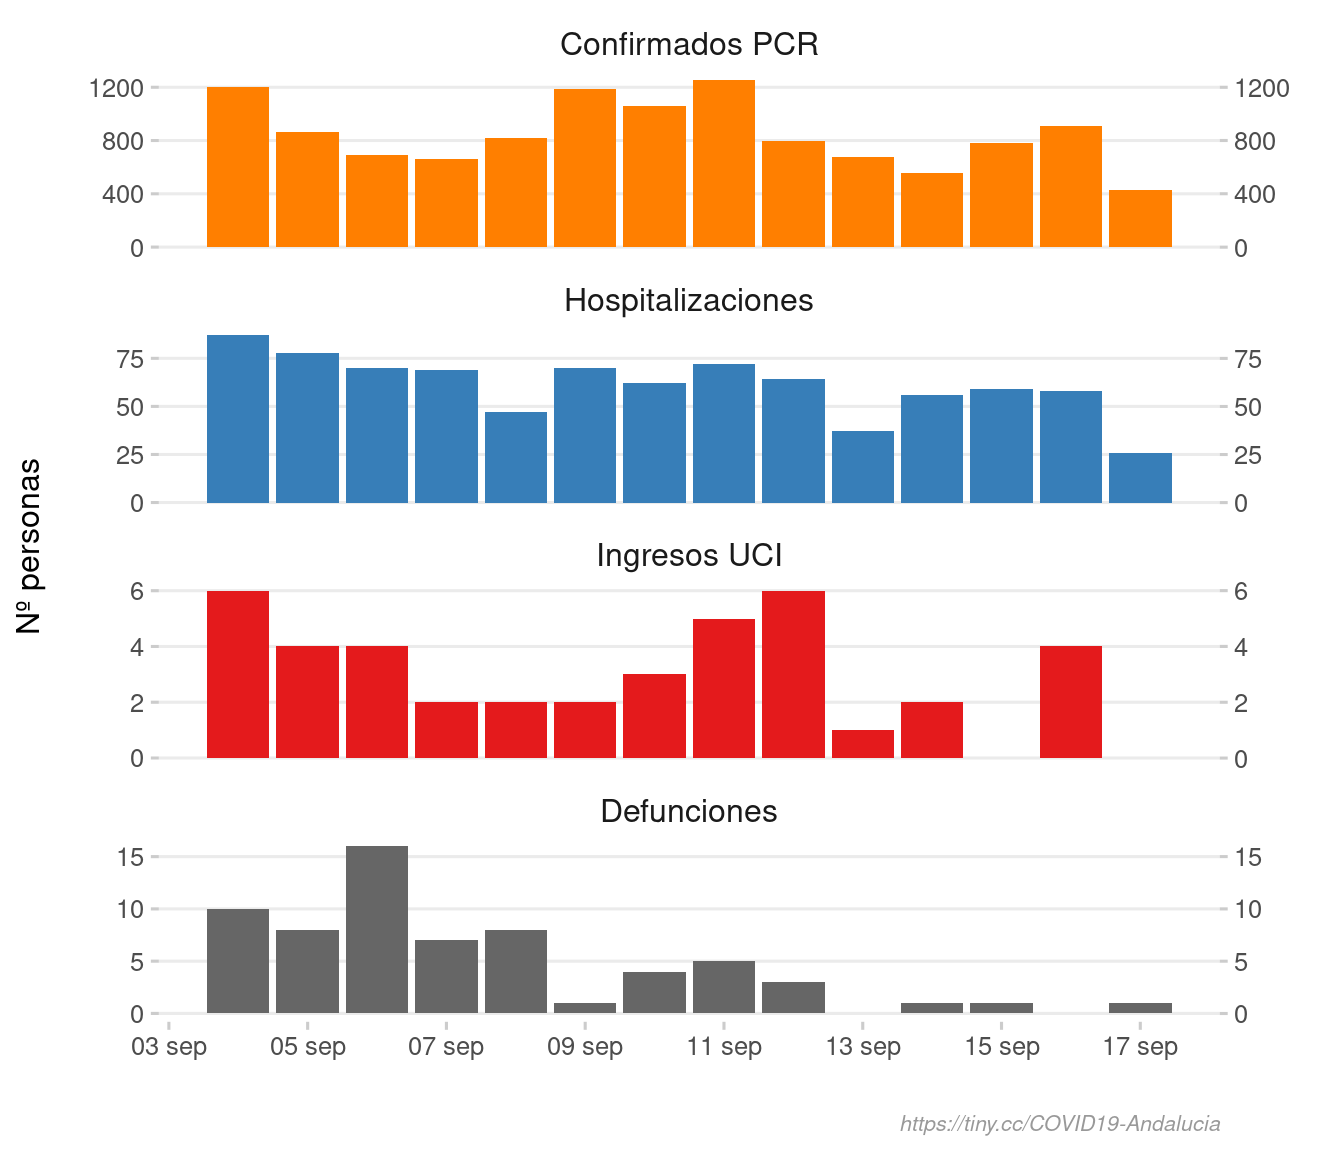 Confirmados PCR
1200 1200
800 800
400 400
0 0
Hospitalizaciones
75 75
50 50
25 25
0 0
Nº personas
Ingresos UCI
6 6
4 4
2 2
0 0
Defunciones
15 15
10 10
5 5
0 0
03 sep 05 sep 07 sep 09 sep 11 sep 13 sep 15 sep 17 sep
https://tiny.cc/COVID19-Andalucia